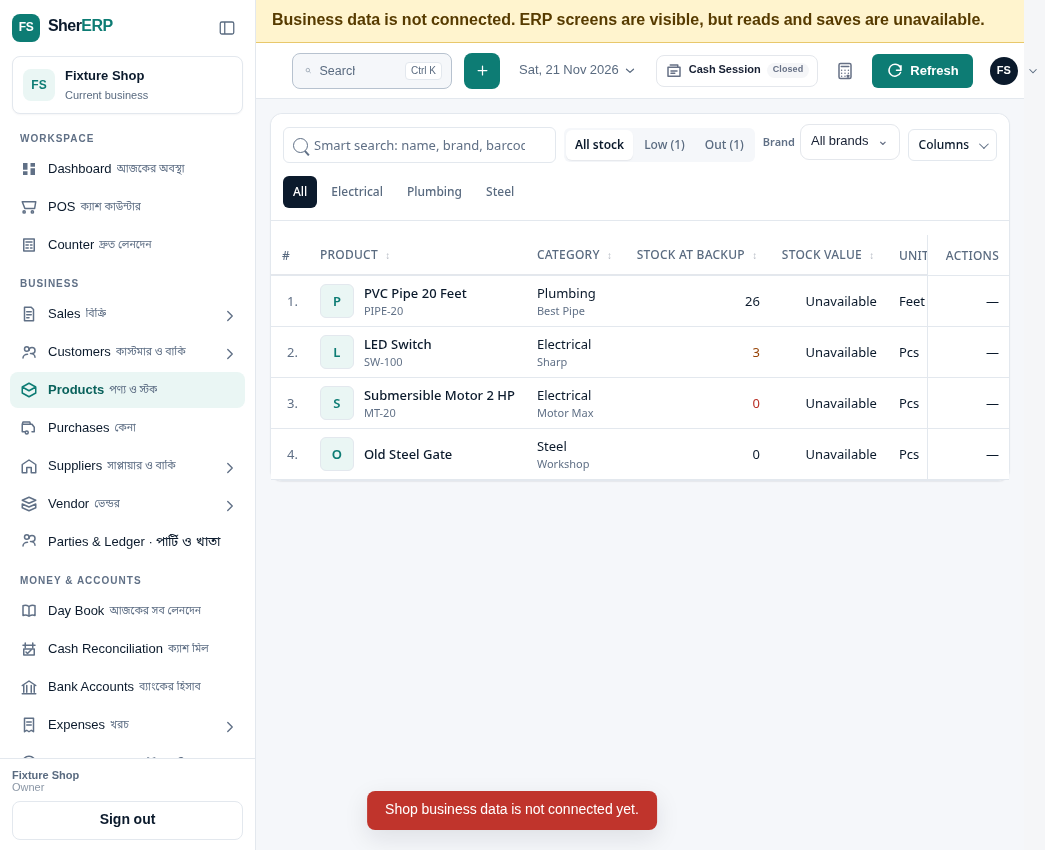 Business data is not connected. ERP screens are visible, but reads and saves are unavailable.
FS SherERP
FS Fixture Shop
Current business
WORKSPACE
Dashboard আজকের অবস্থা
POS ক্যাশ কাউন্টার
Counter দ্রুত লেনদেন
BUSINESS
Sales বিক্রি
Customers কাস্টমার ও বাকি
Products পণ্য ও স্টক
Purchases কেনা
Suppliers সাপ্লায়ার ও বাকি
Vendor ভেন্ডর
Parties & Ledger · পার্টি ও খাতা
MONEY & ACCOUNTS
Day Book আজকের সব লেনদেন
Cash Reconciliation ক্যাশ মিল
Bank Accounts ব্যাংকের হিসাব
Expenses খরচ
Fixture Shop
Owner
Sign out
Search Ctrl K + Sat, 21 Nov 2026 Cash Session Closed Refresh FS
Smart search: name, brand, barcoc All stock Low (1) Out (1) Brand All brands Columns
All Electrical Plumbing Steel
# PRODUCT ↕ CATEGORY ↕ STOCK AT BACKUP ↕ STOCK VALUE ↕ UNIT ACTIONS
1. P PVC Pipe 20 Feet Plumbing 26 Unavailable Feet —
PIPE-20 Best Pipe
2. L LED Switch Electrical 3 Unavailable Pcs —
SW-100 Sharp
3. S Submersible Motor 2 HP Electrical 0 Unavailable Pcs —
MT-20 Motor Max
4. O Old Steel Gate Steel 0 Unavailable Pcs —
Workshop
Shop business data is not connected yet.